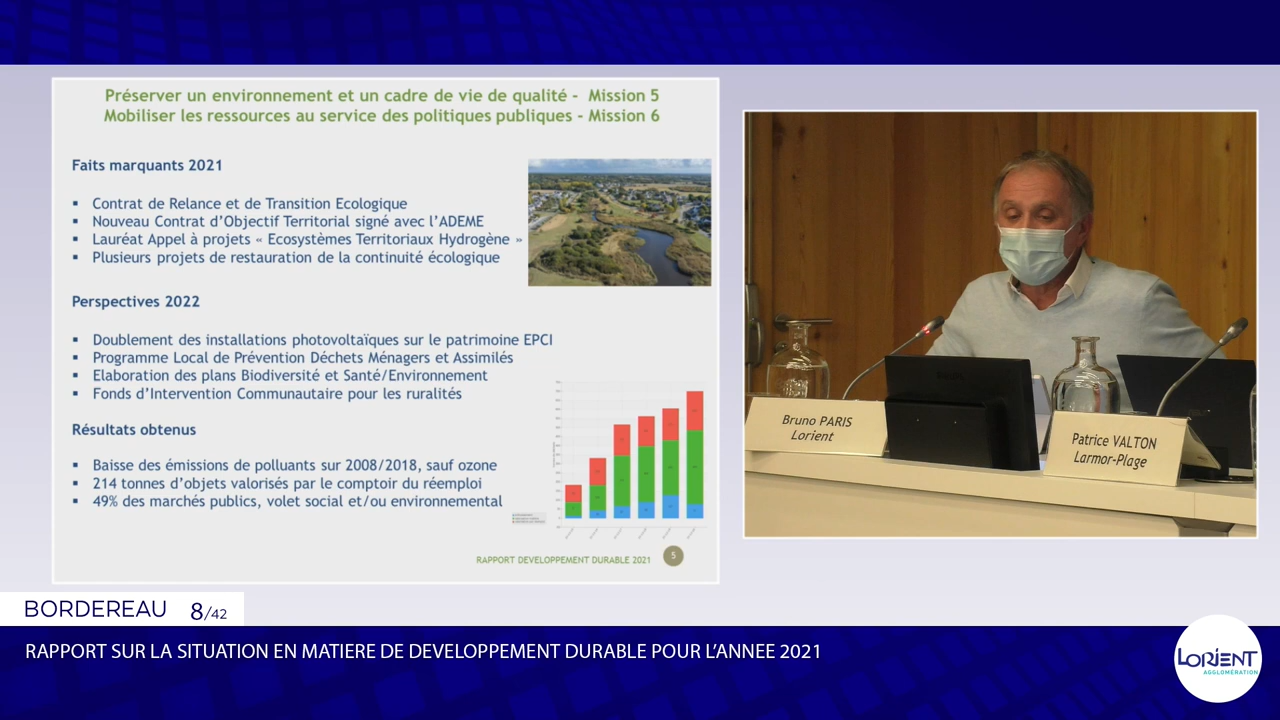 Préserver un environnement et un cadre de vie de qualité - Mission 5
Mobiliser les ressources au service des politiques publiques - Mission 6
Faits marquants 2021
▪ Contrat de Relance et de Transition Ecologique
▪ Nouveau Contrat d'Objectif Territorial signé avec l'ADEME
▪ Lauréat Appel à projets « Ecosystèmes Territoriaux Hydrogène »
▪ Plusieurs projets de restauration de la continuité écologique
Perspectives 2022
▪ Doublement des installations photovoltaïques sur le patrimoine EPCI
▪ Programme Local de Prévention Déchets Ménagers et Assimilés
▪ Elaboration des plans Biodiversité et Santé/Environnement
▪ Fonds d'Intervention Communautaire pour les ruralités
Résultats obtenus
▪ Baisse des émissions de polluants sur 2008/2018, sauf ozone
▪ 214 tonnes d'objets valorisés par le comptoir du réemploi
▪ 49% des marchés publics, volet social et/ou environnemental
RAPPORT DEVELOPPEMENT DURABLE 2021
5
Bruno PARIS
Lorient
Patrice VALTON
Larmor-Plage
BORDEREAU 8/42
RAPPORT SUR LA SITUATION EN MATIERE DE DEVELOPPEMENT DURABLE POUR L'ANNEE 2021
LORIENT
AGGLOMÉRATION